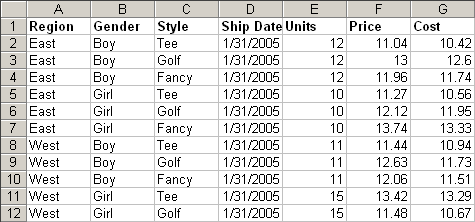 A B C D E F G
1 Region Gender Style Ship Date Units Price Cost
2 East Boy Tee 1/31/2005 12 11.04 10.42
3 East Boy Golf 1/31/2005 12 13 12.6
4 East Boy Fancy 1/31/2005 12 11.96 11.74
5 East Girl Tee 1/31/2005 10 11.27 10.56
6 East Girl Golf 1/31/2005 10 12.12 11.95
7 East Girl Fancy 1/31/2005 10 13.74 13.33
8 West Boy Tee 1/31/2005 11 11.44 10.94
9 West Boy Golf 1/31/2005 11 12.63 11.73
10 West Boy Fancy 1/31/2005 11 12.06 11.51
11 West Girl Tee 1/31/2005 15 13.42 13.29
12 West Girl Golf 1/31/2005 15 11.48 10.67